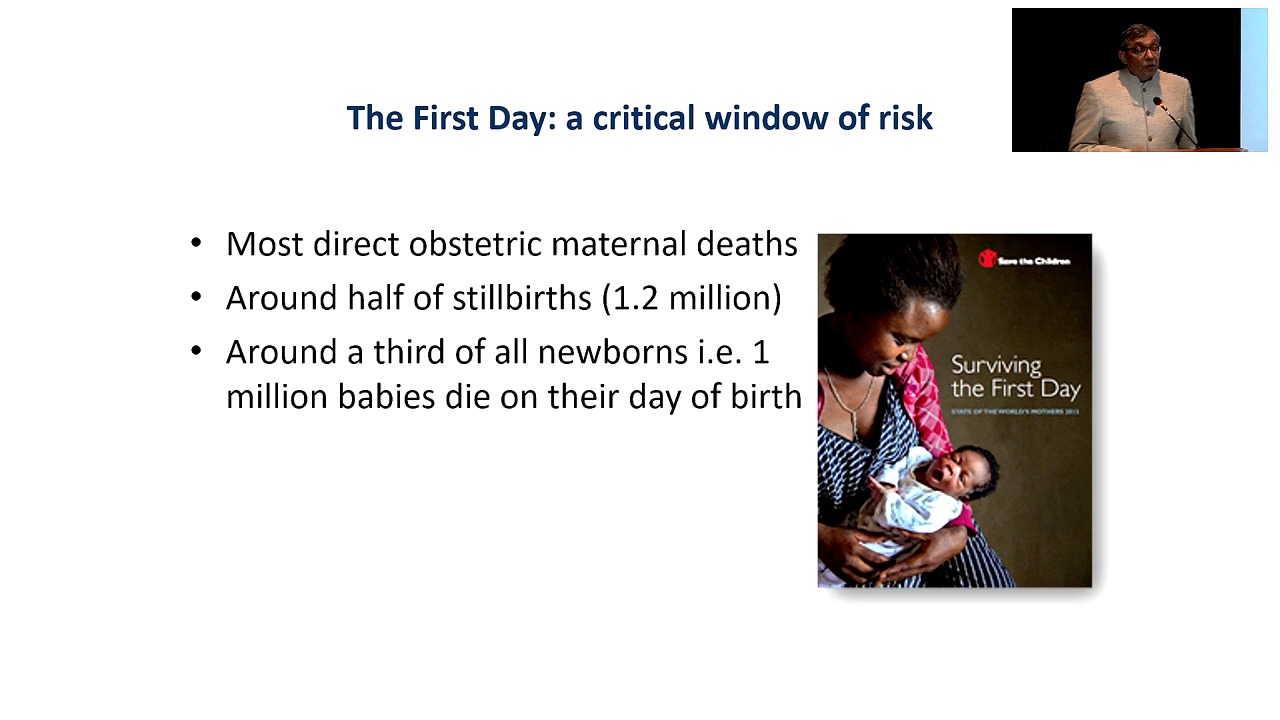 The First Day: a critical window of risk
• Most direct obstetric maternal deaths
• Around half of stillbirths (1.2 million)
• Around a third of all newborns i.e. 1
million babies die on their day of birth
Save the Children
Surviving
the First Day
STATE OF THE WORLD'S MOTHERS 2013